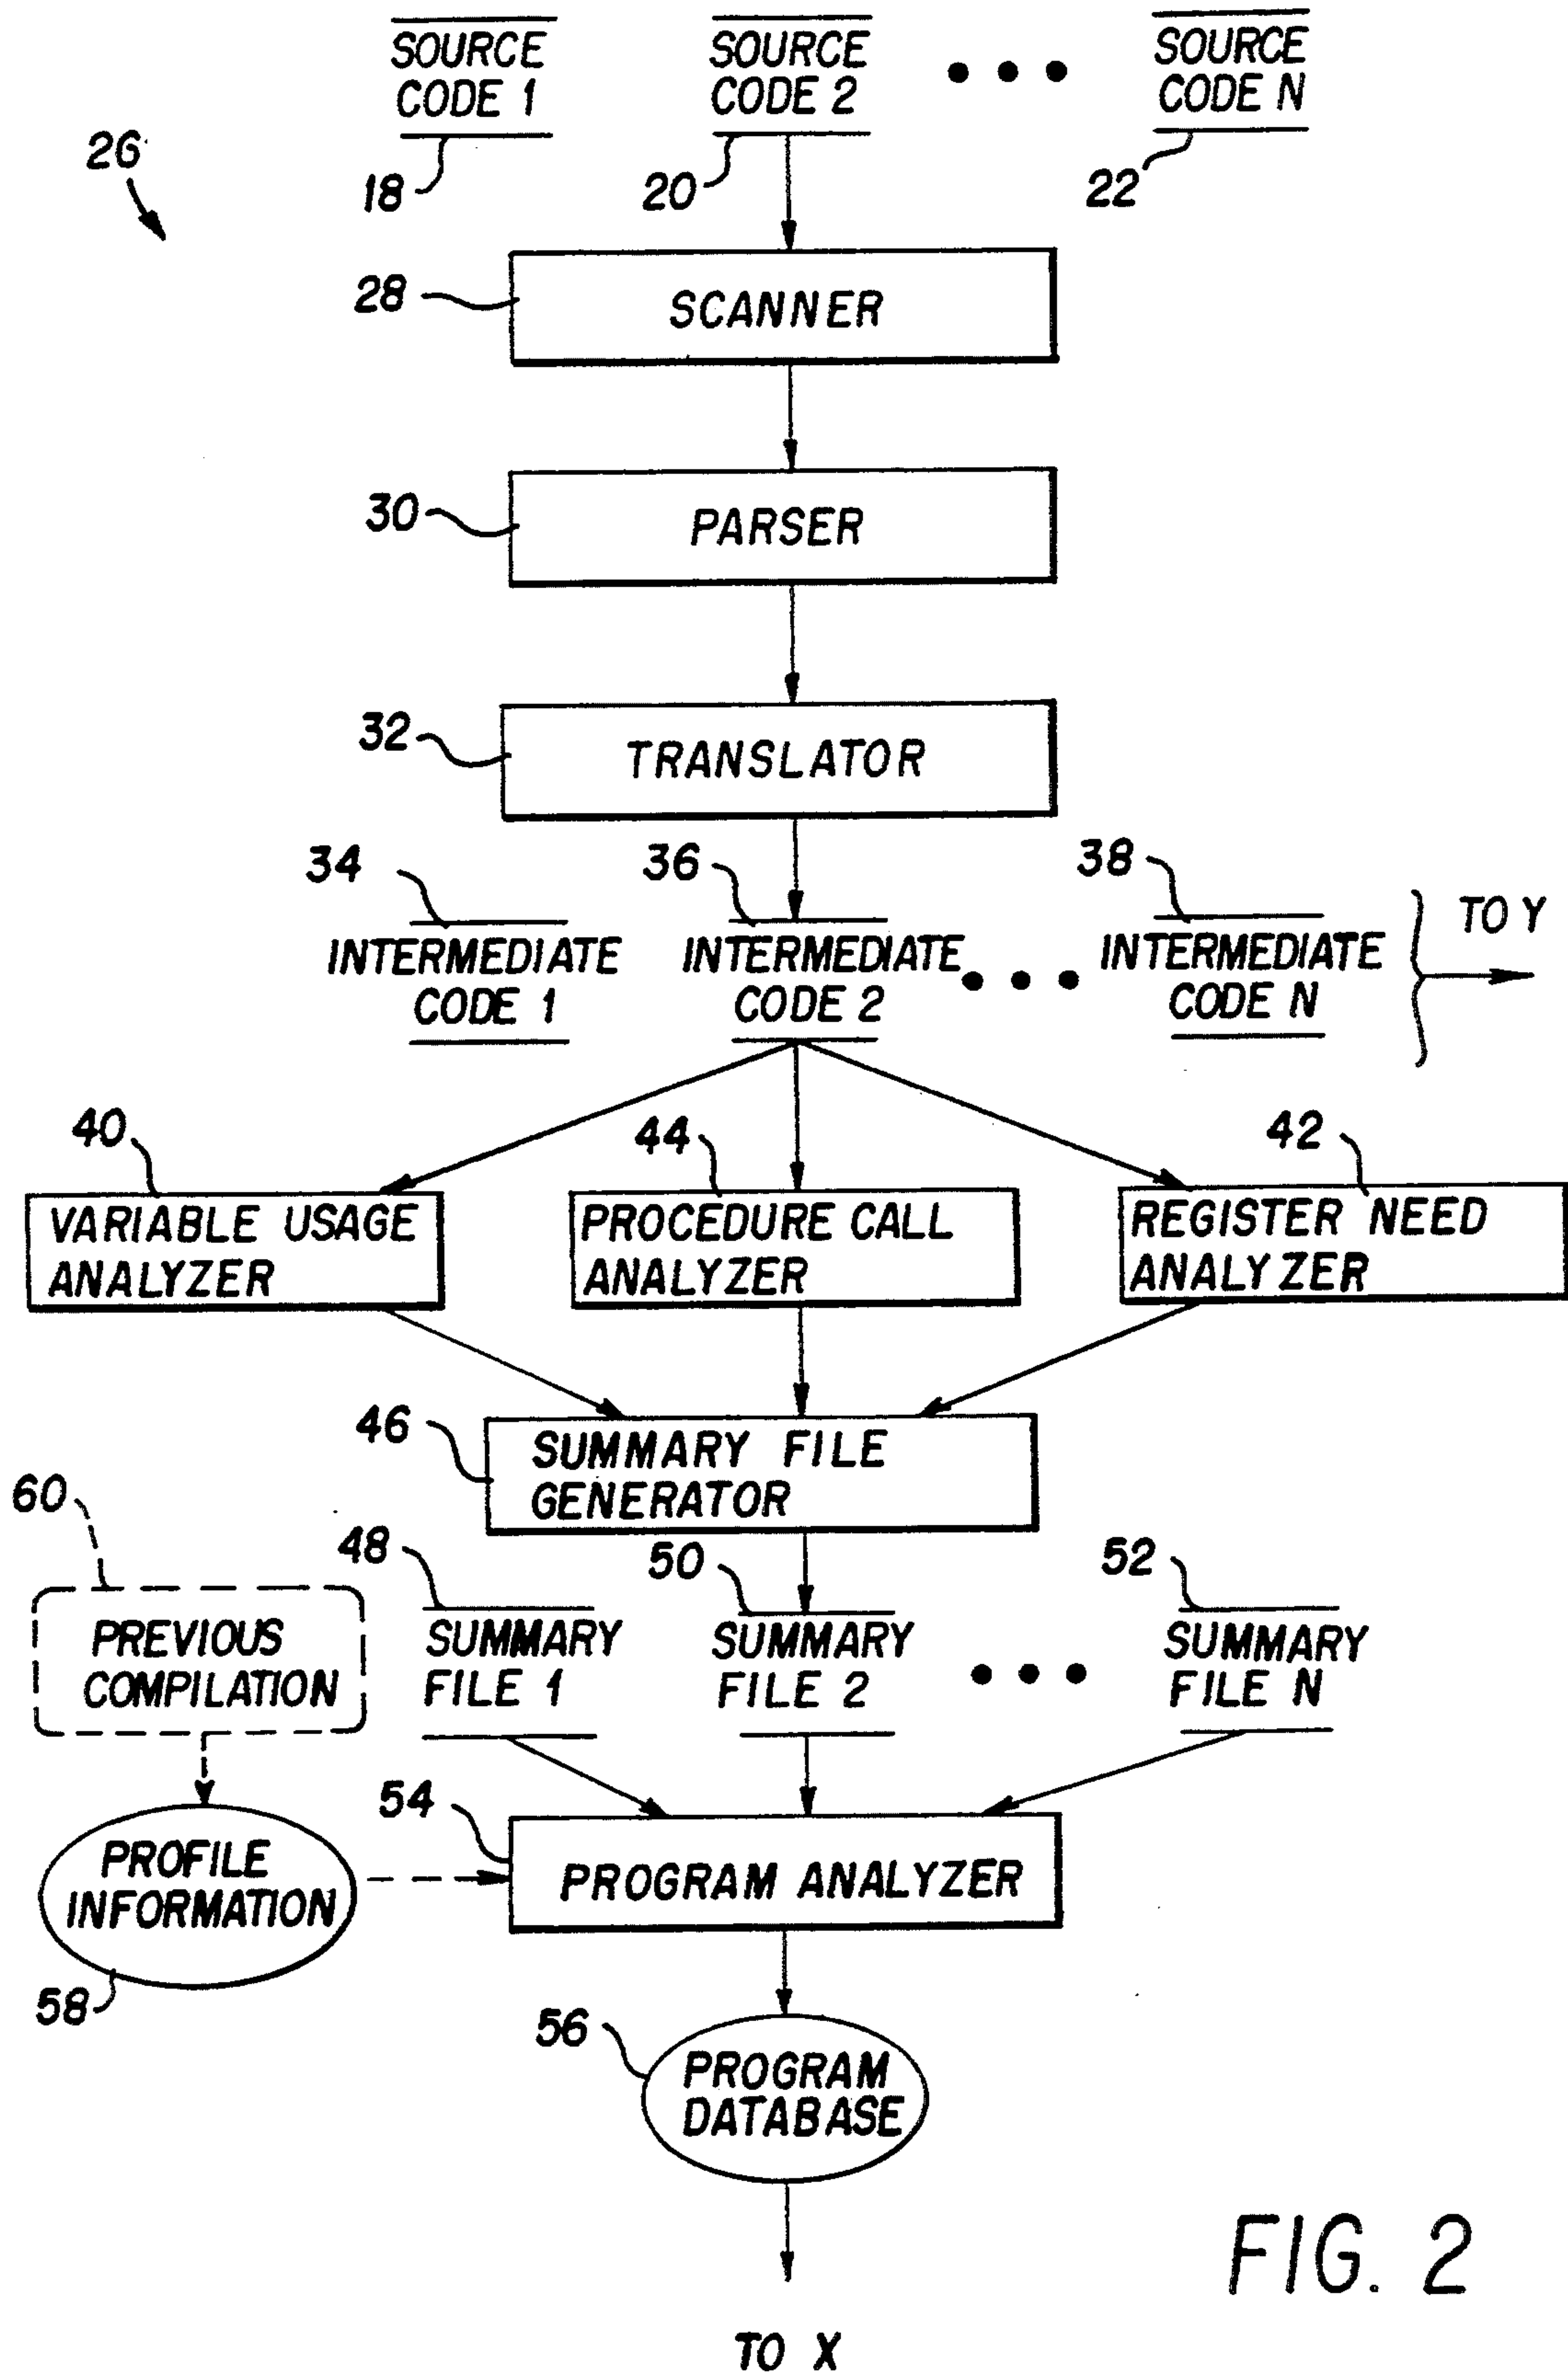 SOURCE
CODE 1
SOURCE
CODE 2
SOURCE
CODE N
26
18
20
22
28
SCANNER
30
PARSER
32
TRANSLATOR
34
36
38
INTERMEDIATE
CODE 1
INTERMEDIATE
CODE 2
INTERMEDIATE
CODE N
TO Y
40
44
42
VARIABLE USAGE
ANALYZER
PROCEDURE CALL
ANALYZER
REGISTER NEED
ANALYZER
46
SUMMARY FILE
GENERATOR
60
48
50
52
PREVIOUS
COMPILATION
SUMMARY
FILE 1
SUMMARY
FILE 2
SUMMARY
FILE N
54
PROFILE
INFORMATION
PROGRAM ANALYZER
58
56
PROGRAM
DATABASE
FIG. 2
TO X